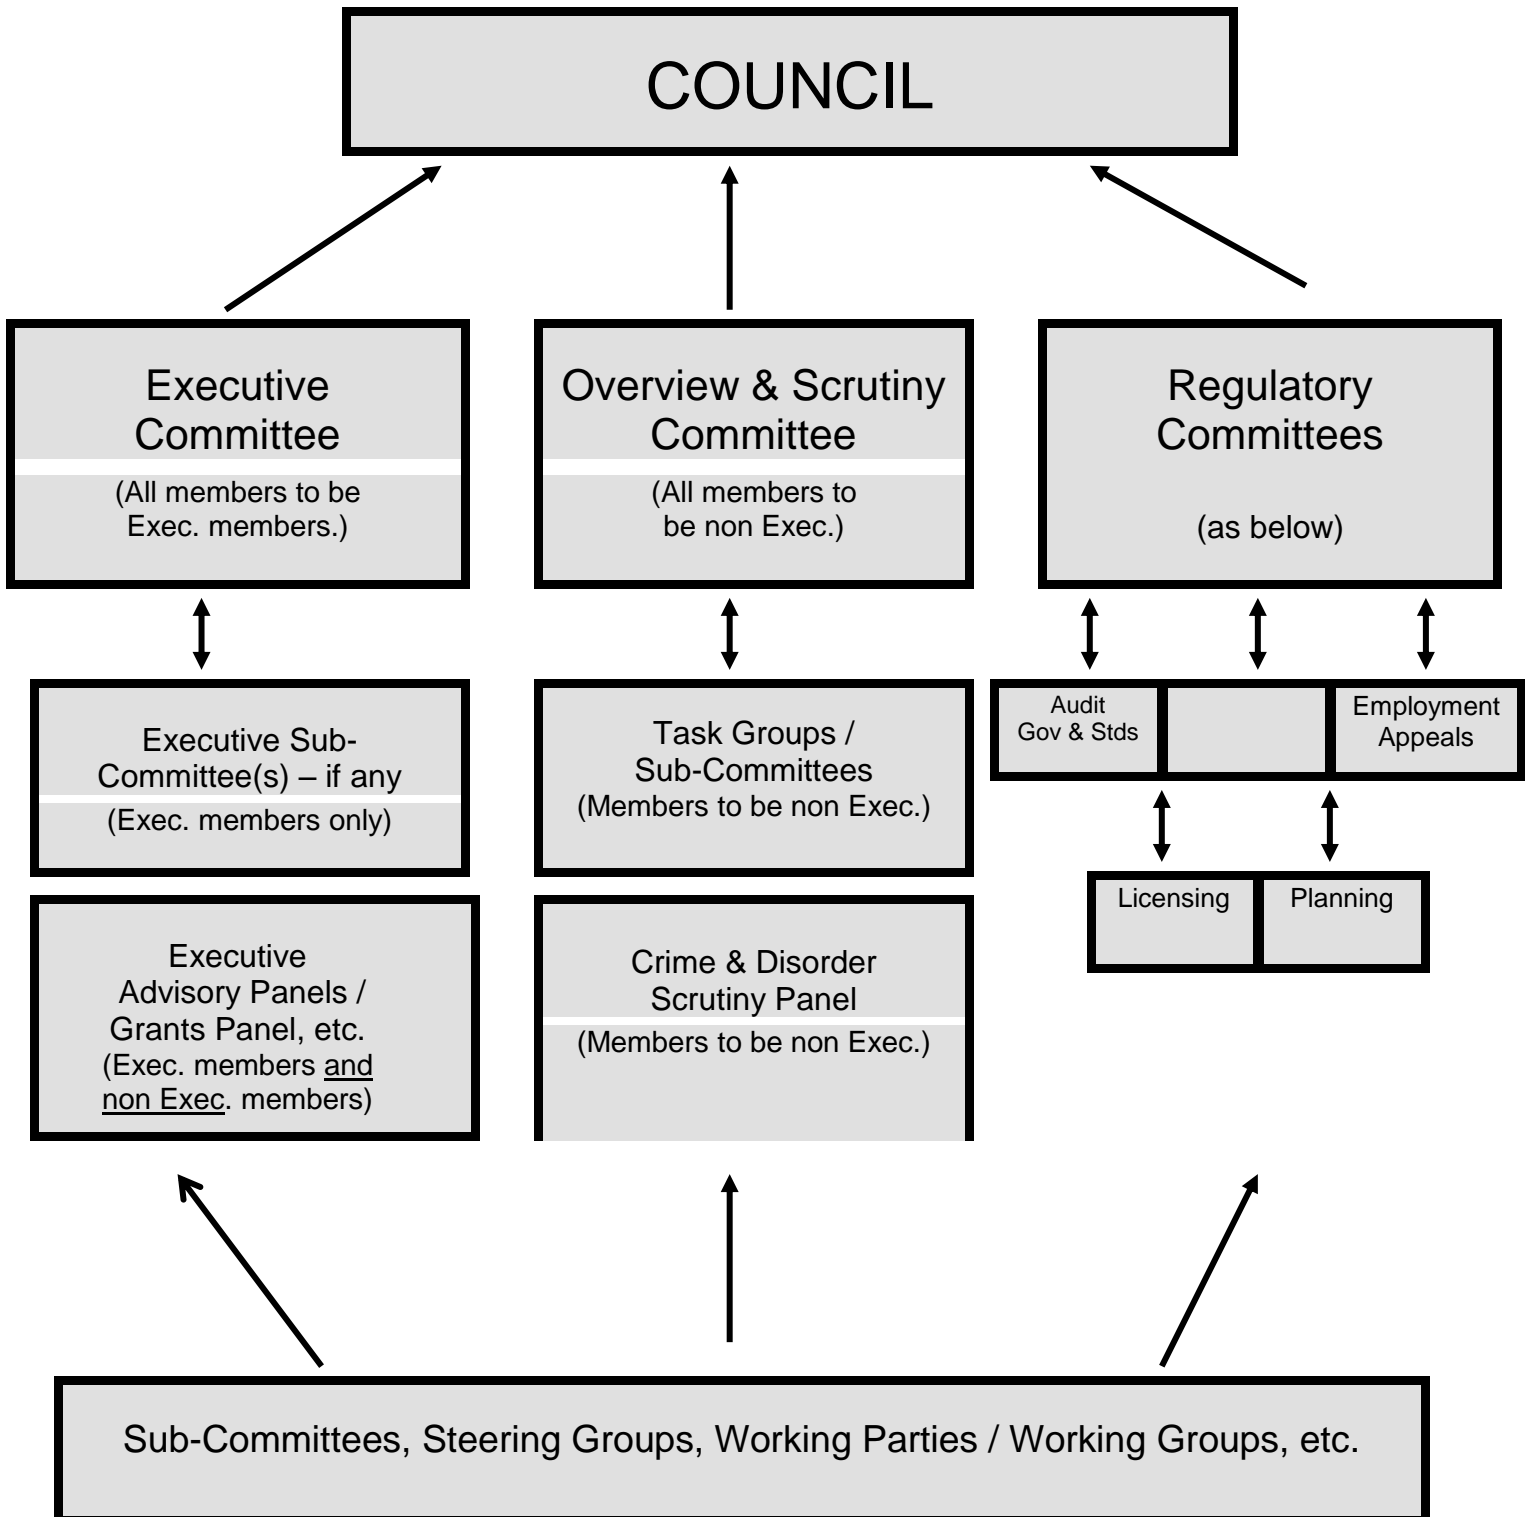 COUNCIL
Executive
Committee
(All members to be
Exec. members.)
Overview & Scrutiny
Committee
(All members to
be non Exec.)
Regulatory
Committees
(as below)
Executive Sub-
Committee(s) – if any
(Exec. members only)
Task Groups /
Sub-Committees
(Members to be non Exec.)
Audit
Gov & Stds
Employment
Appeals
Licensing
Planning
Executive
Advisory Panels /
Grants Panel, etc.
(Exec. members and
non Exec. members)
Crime & Disorder
Scrutiny Panel
(Members to be non Exec.)
Sub-Committees, Steering Groups, Working Parties / Working Groups, etc.